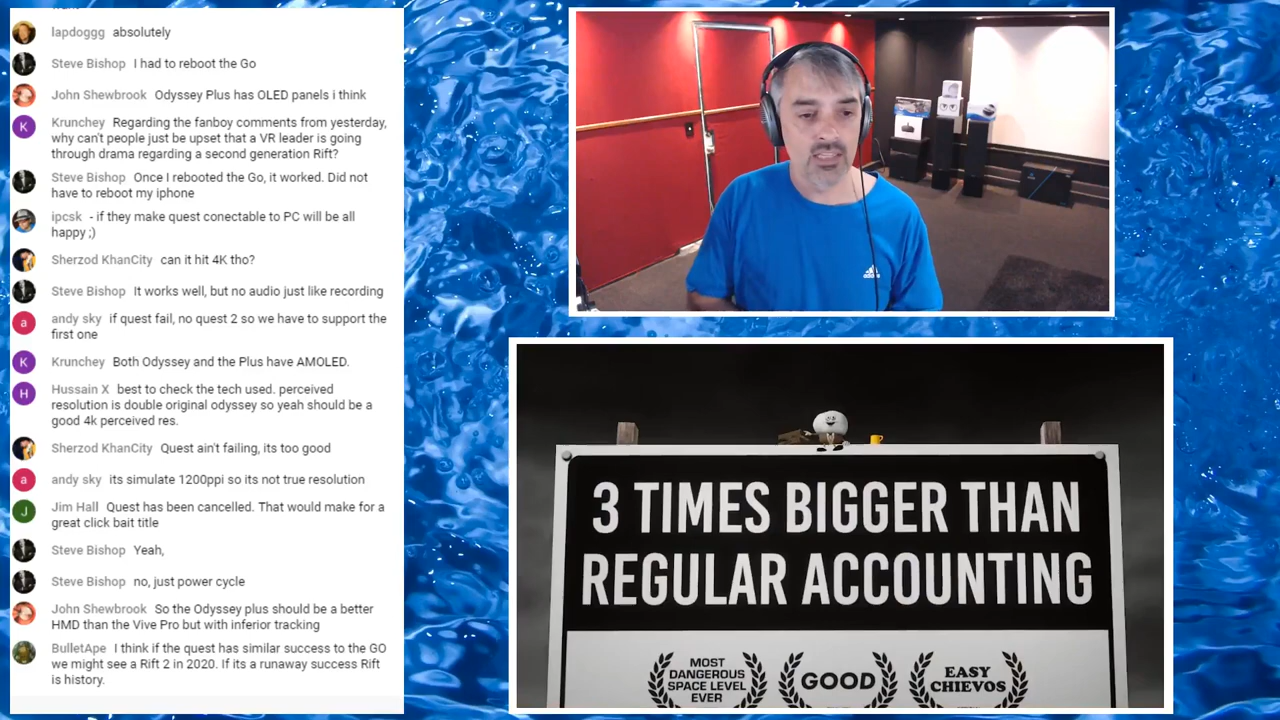 lapdoggg absolutely
Steve Bishop I had to reboot the Go
John Shewbrook Odyssey Plus has OLED panels i think
Krunchey Regarding the fanboy comments from yesterday,
why can't people just be upset that a VR leader is going
through drama regarding a second generation Rift?
Steve Bishop Once I rebooted the Go, it worked. Did not
have to reboot my iphone
ipcsk - if they make quest conectable to PC will be all
happy ;)
Sherzod KhanCity can it hit 4K tho?
Steve Bishop It works well, but no audio just like recording
andy sky if quest fail, no quest 2 so we have to support the
first one
Krunchey Both Odyssey and the Plus have AMOLED.
Hussain X best to check the tech used. perceived
resolution is double original odyssey so yeah should be a
good 4k perceived res.
Sherzod KhanCity Quest ain't failing, its too good
andy sky its simulate 1200ppi so its not true resolution
Jim Hall Quest has been cancelled. That would make for a
great click bait title
Steve Bishop Yeah,
Steve Bishop no, just power cycle
John Shewbrook So the Odyssey plus should be a better
HMD than the Vive Pro but with inferior tracking
BulletApe I think if the quest has similar success to the GO
we might see a Rift 2 in 2020. If its a runaway success Rift
is history.
K
a
K
H
a
J
adidas
3 TIMES BIGGER THAN
REGULAR ACCOUNTING
MOST
DANGEROUS
SPACE LEVEL
EVER
GOOD
EASY
CHIEVOS